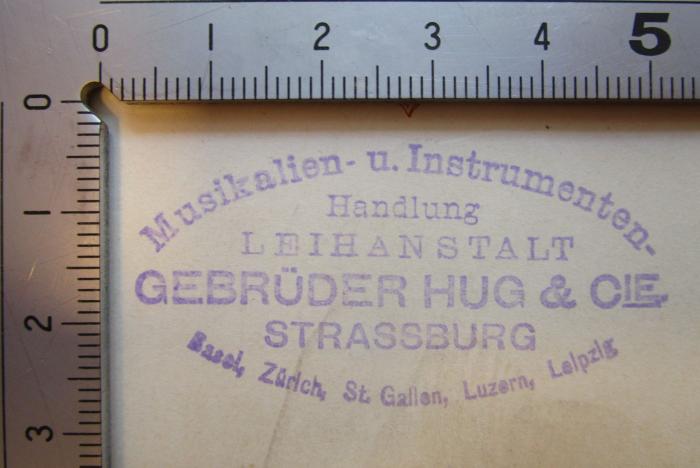 0 1 2 3 4 5
0
1
2
3
Musikalien- u. Instrumenten-
Handlung
LEIHANSTALT
GEBRÜDER HUG & CIE.
STRASSBURG
Basel, Zürich, St. Gallen, Luzern, Leipzig